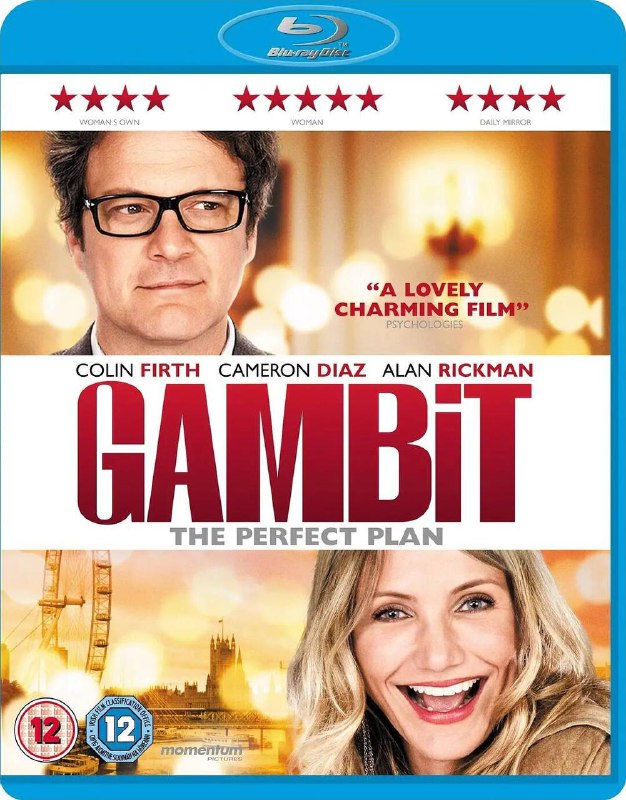 Blu-ray Disc™
WOMAN'S OWN
WOMAN
DAILY MIRROR
“A LOVELY
CHARMING FILM”
PSYCHOLOGIES
COLIN FIRTH CAMERON DIAZ ALAN RICKMAN
GAMBiT
THE PERFECT PLAN
12
12
momentum
PICTURES